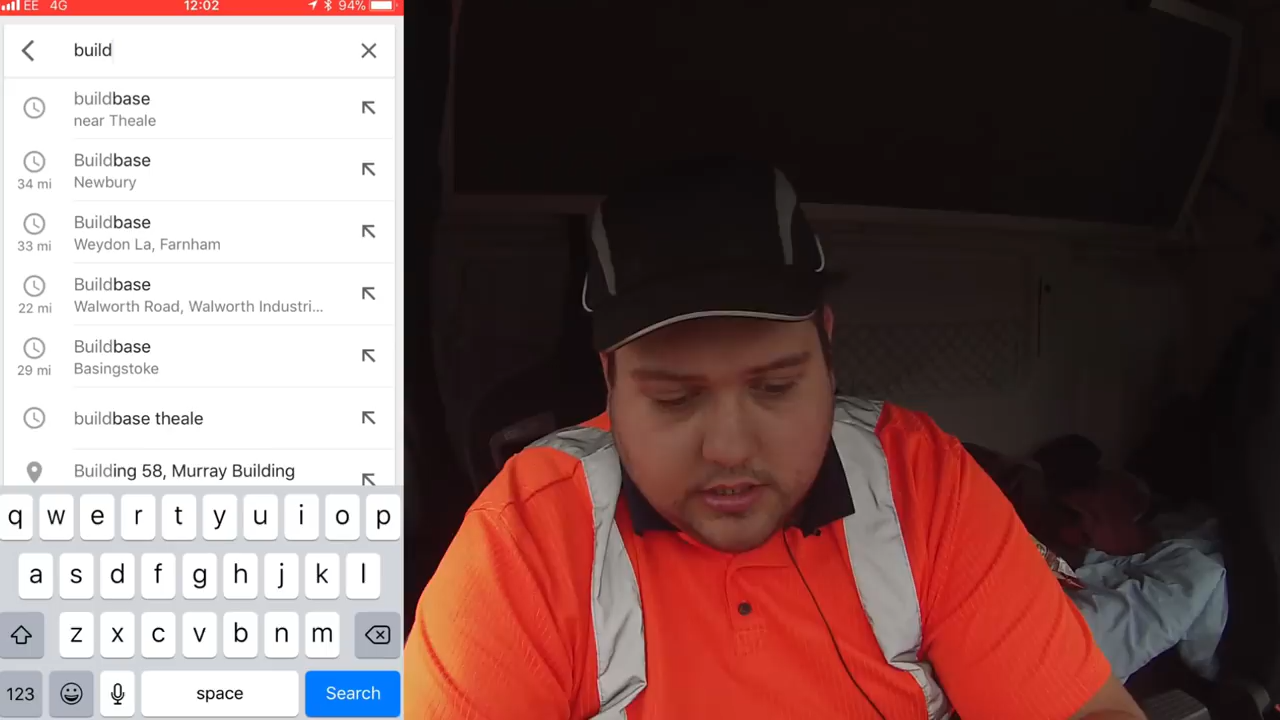 EE 4G 12:02 94%
build
buildbase
near Theale
Buildbase
34 mi Newbury
Buildbase
33 mi Weydon La, Farnham
Buildbase
22 mi Walworth Road, Walworth Industri...
Buildbase
29 mi Basingstoke
buildbase theale
Building 58, Murray Building
q w e r t y u i o p
a s d f g h j k l
z x c v b n m
123 space Search